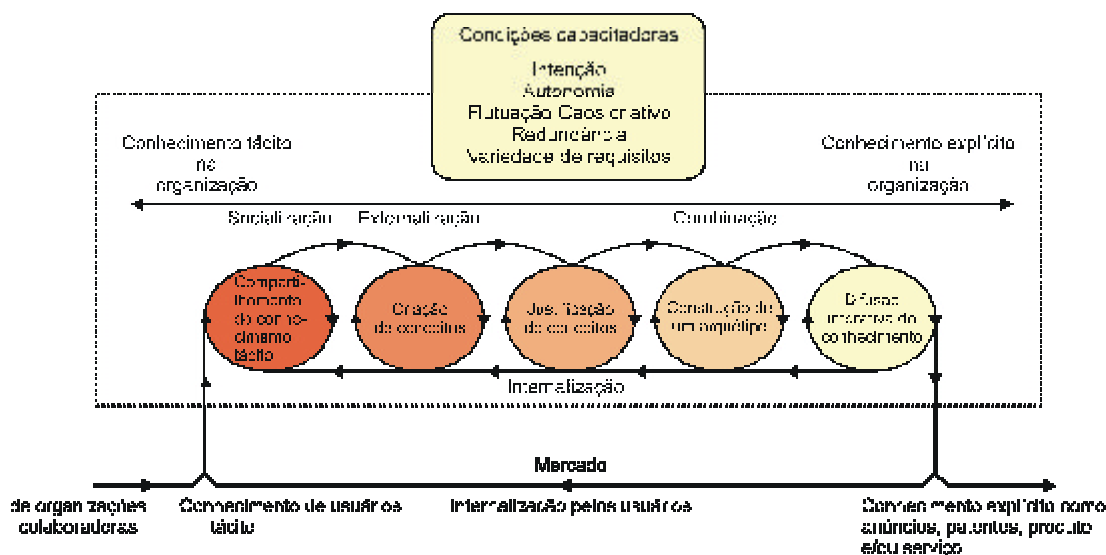 Condições capacitadoras
Intenção
Autonomia
Flutuação Caos criativo
Redundância
Variedade de requisitos
Conhecimento tácito
na
organização
Conhecimento explícito
na
organização
Socialização
Externalização
Combinação
Comparti-
lhamento
do conhe-
cimento
tácito
Criação
de conceitos
Justificação
de conceitos
Construção de
um arquétipo
Difusão
interativa do
conhecimento
Internalização
Mercado
de organizações
colaboradoras
Conhecimento de usuários
tácito
Internalização pelos usuários
Conhecimento explícito como
anúncios, patentes, produto
e/ou serviço